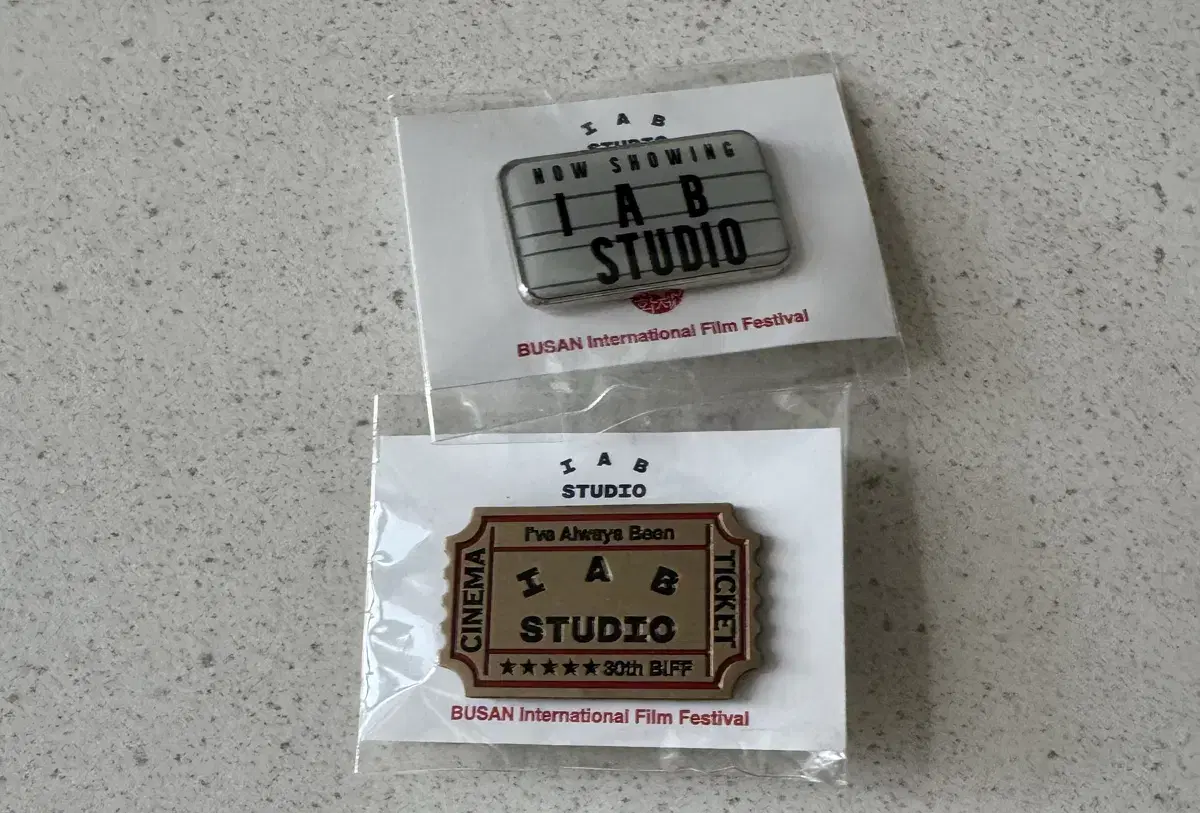 I A B
STUDIO
NOW SHOWING
I A B
STUDIO
BUSAN International Film Festival
I A B
STUDIO
I've Always Been
CINEMA
I A B
TICKET
STUDIO
★★★★★30th BIFF
BUSAN International Film Festival